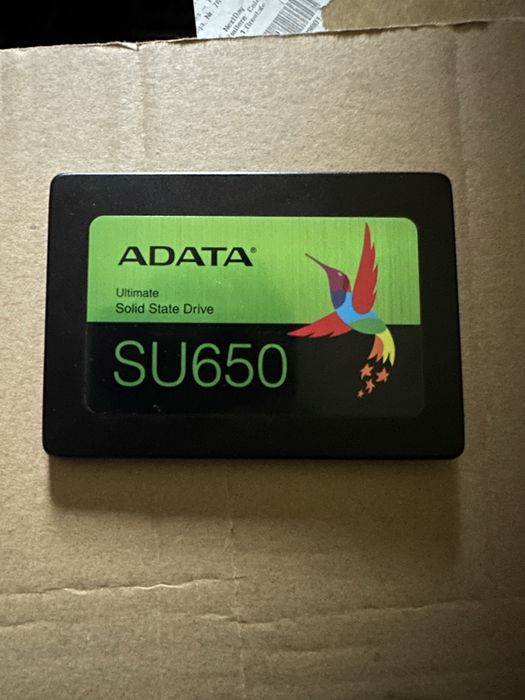 ADATA®
Ultimate
Solid State Drive
SU650